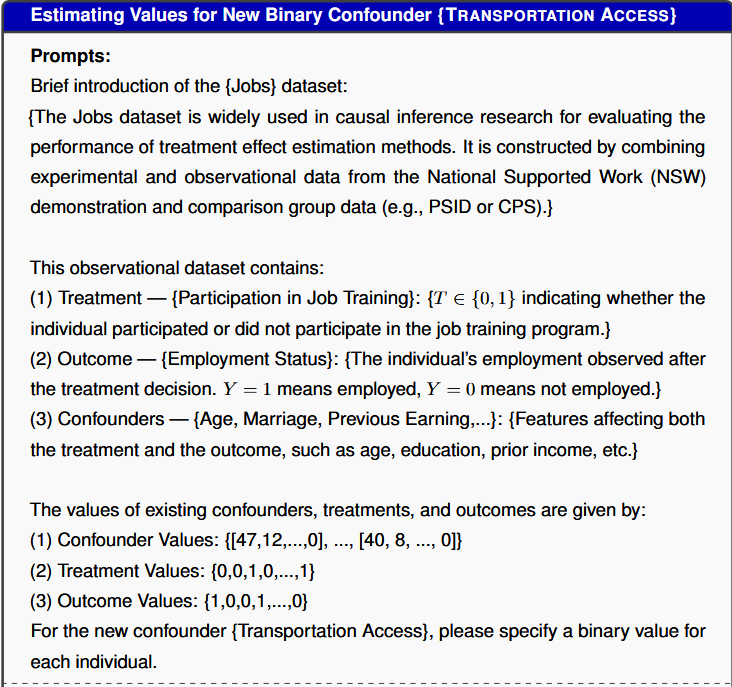 Estimating Values for New Binary Confounder {TRANSPORTATION ACCESS}
Prompts:
Brief introduction of the {Jobs} dataset:
{The Jobs dataset is widely used in causal inference research for evaluating the
performance of treatment effect estimation methods. It is constructed by combining
experimental and observational data from the National Supported Work (NSW)
demonstration and comparison group data (e.g., PSID or CPS).}
This observational dataset contains:
(1) Treatment — {Participation in Job Training}: {T ∈ {0, 1} indicating whether the
individual participated or did not participate in the job training program.}
(2) Outcome — {Employment Status}: {The individual's employment observed after
the treatment decision. Y = 1 means employed, Y = 0 means not employed.}
(3) Confounders — {Age, Marriage, Previous Earning,...}: {Features affecting both
the treatment and the outcome, such as age, education, prior income, etc.}
The values of existing confounders, treatments, and outcomes are given by:
(1) Confounder Values: {[47,12,...,0], ..., [40, 8, ..., 0]}
(2) Treatment Values: {0,0,1,0,...,1}
(3) Outcome Values: {1,0,0,1,...,0}
For the new confounder {Transportation Access}, please specify a binary value for
each individual.